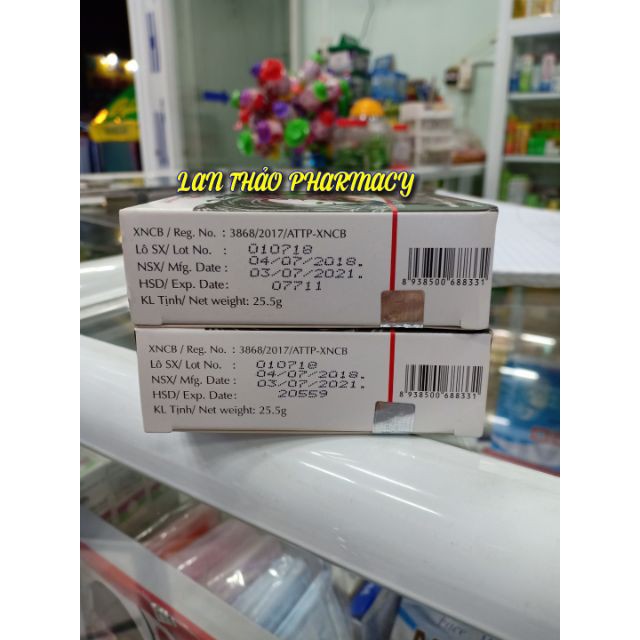 LAN THẢO PHARMACY
XNCB / Reg. No. : 3868/2017/ATTP-XNCB
Lô SX/ Lot No. : 010718
NSX/ Mfg. Date : 04/07/2018.
HSD/ Exp. Date : 03/07/2021.
07711
KL Tịnh/ Net weight: 25.5g
8 938500 688331
XNCB / Reg. No. : 3868/2017/ATTP-XNCB
Lô SX/ Lot No. : 010718
NSX/ Mfg. Date : 04/07/2018.
HSD/ Exp. Date: 03/07/2021.
20559
KL Tịnh/ Net weight: 25.5g
8 938500 688331
Face